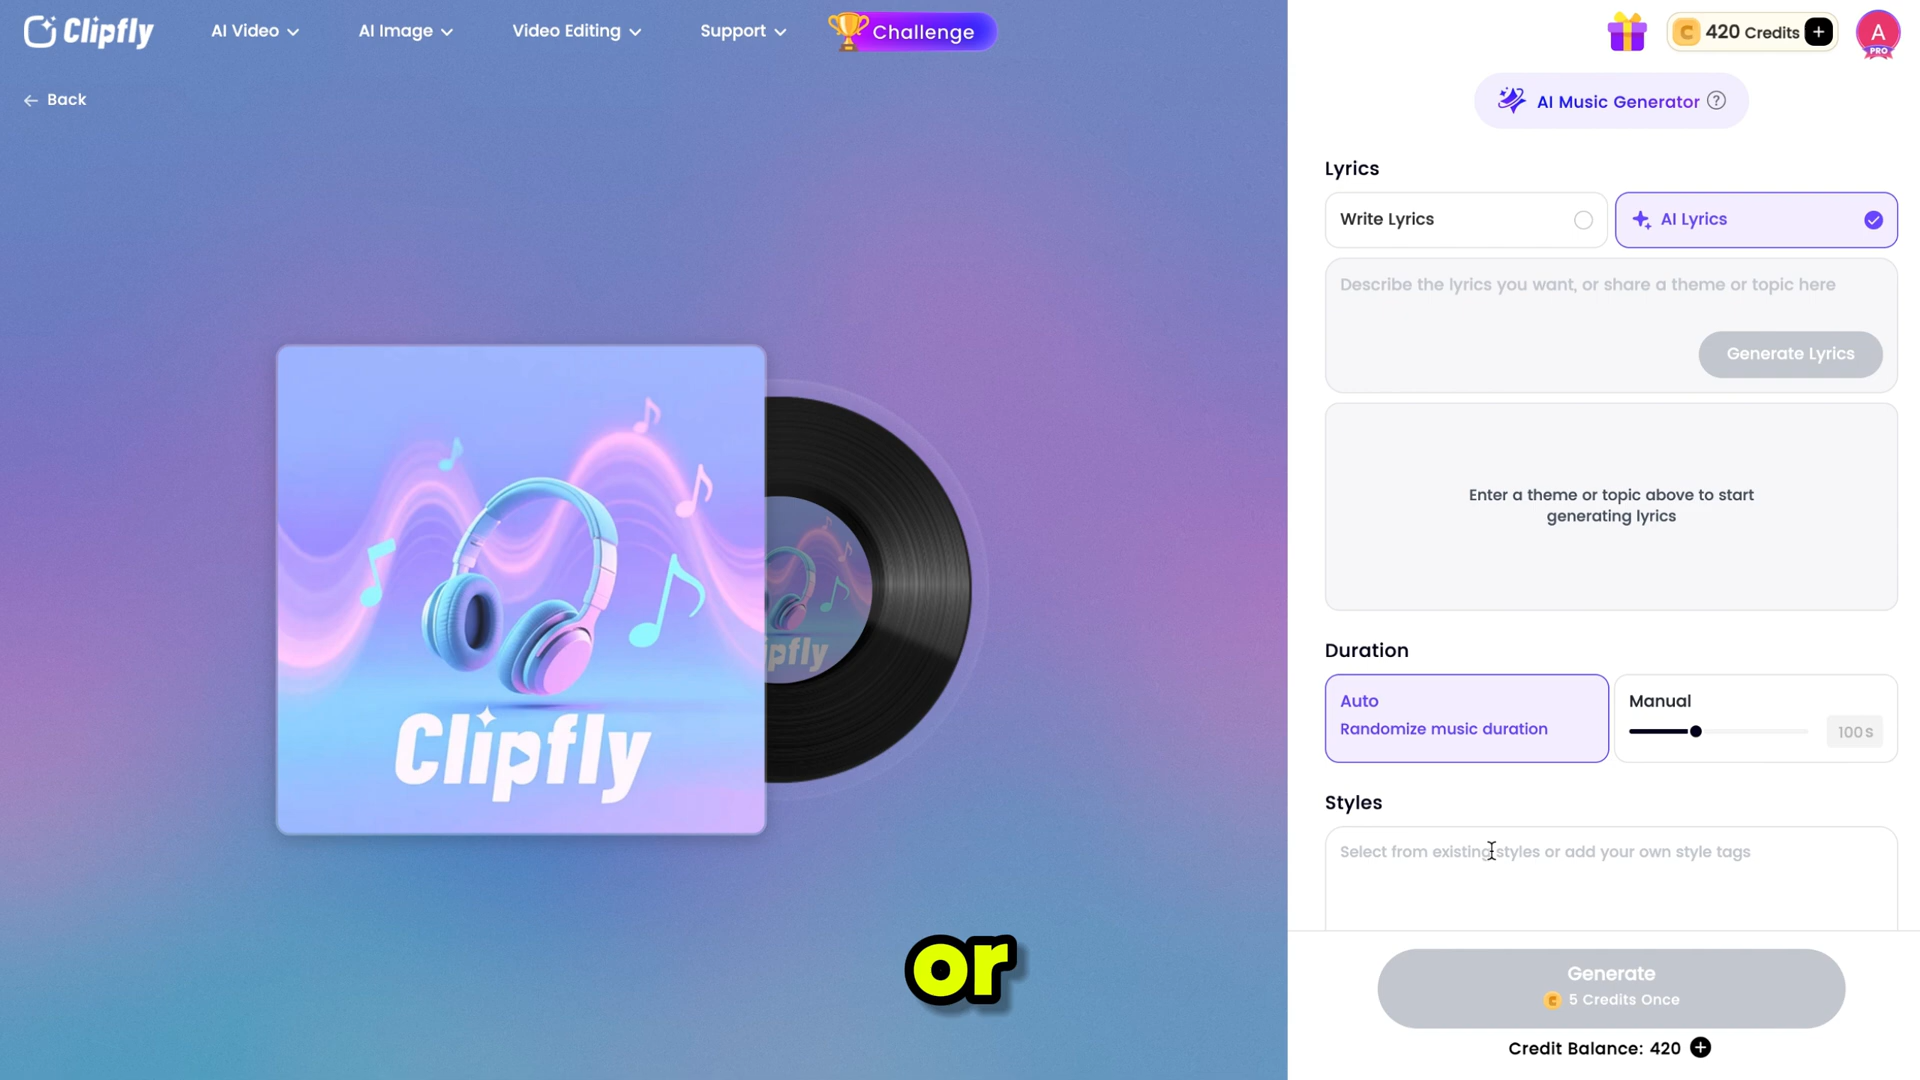 Clipfly
AI Video
AI Image
Video Editing
Support
Challenge
420 Credits
A
PRO
Back
AI Music Generator
Lyrics
Write Lyrics
AI Lyrics
Describe the lyrics you want, or share a theme or topic here
Generate Lyrics
Enter a theme or topic above to start
generating lyrics
Clipfly
ipfly
Duration
Auto
Randomize music duration
Manual
100 s
Styles
Select from existing styles or add your own style tags
or
Generate
5 Credits Once
Credit Balance: 420